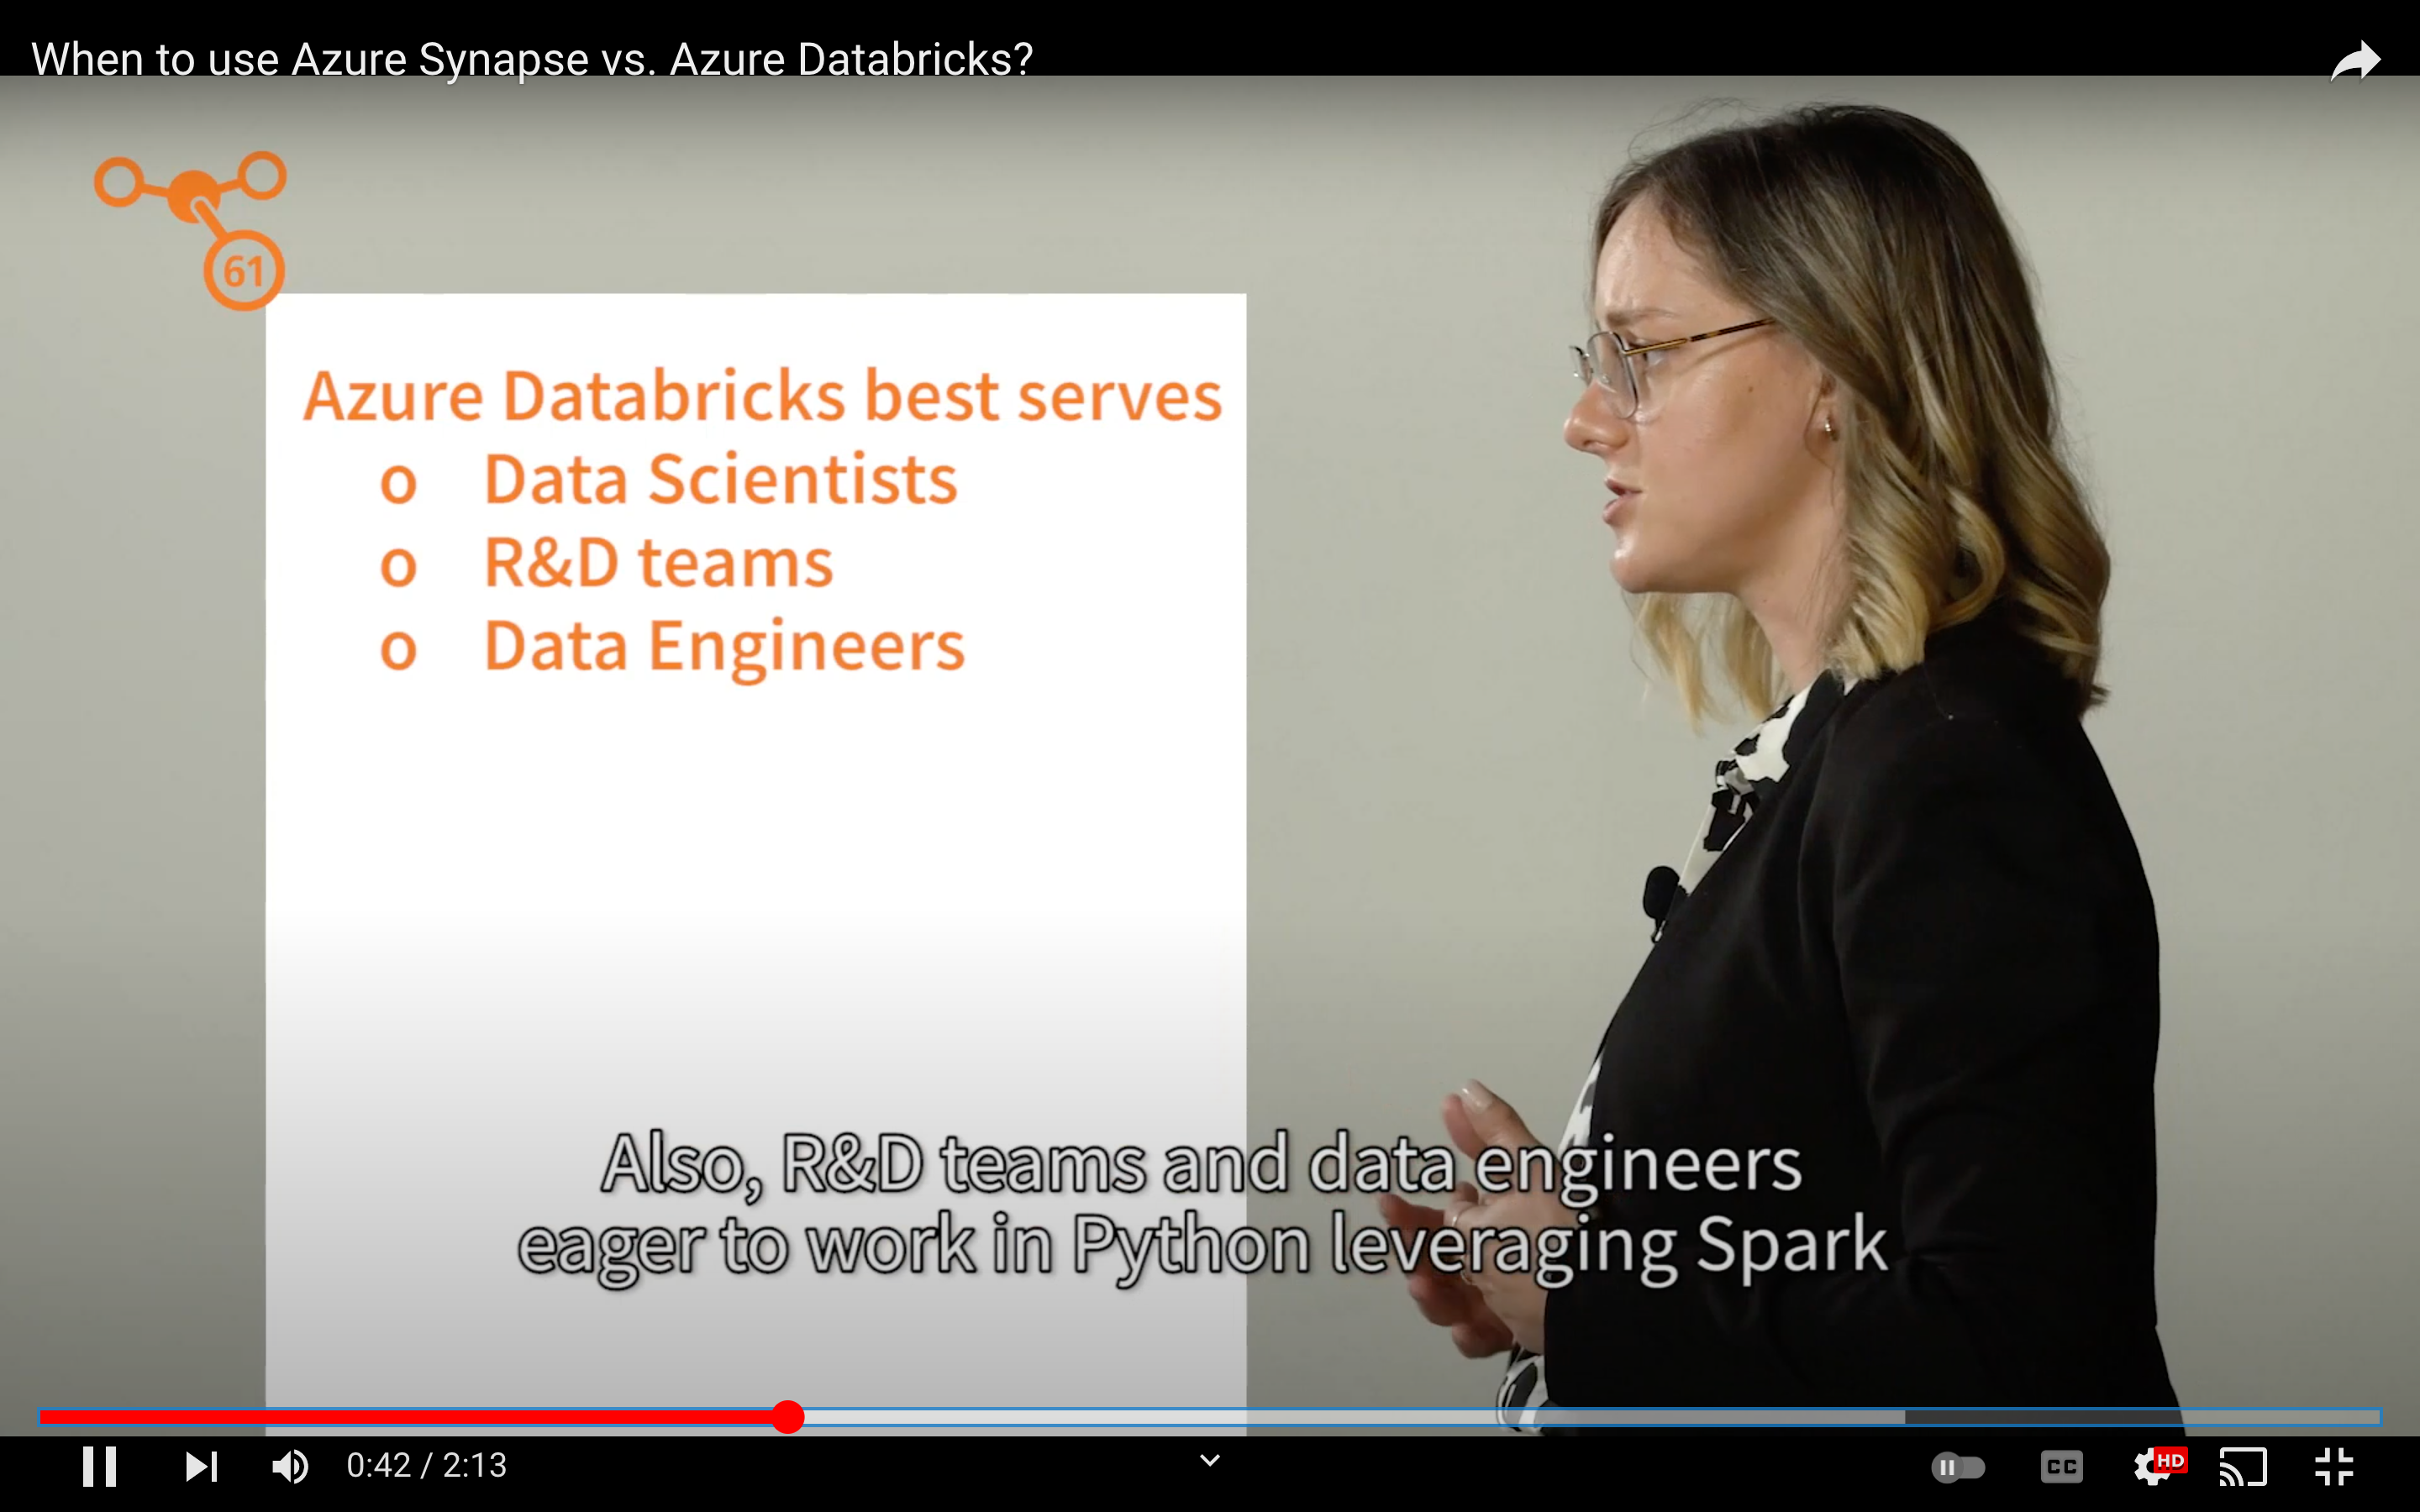 When to use Azure Synapse vs. Azure Databricks?
61
Azure Databricks best serves
o Data Scientists
o R&D teams
o Data Engineers
Also, R&D teams and data engineers
eager to work in Python leveraging Spark
0:42 / 2:13
CC
HD